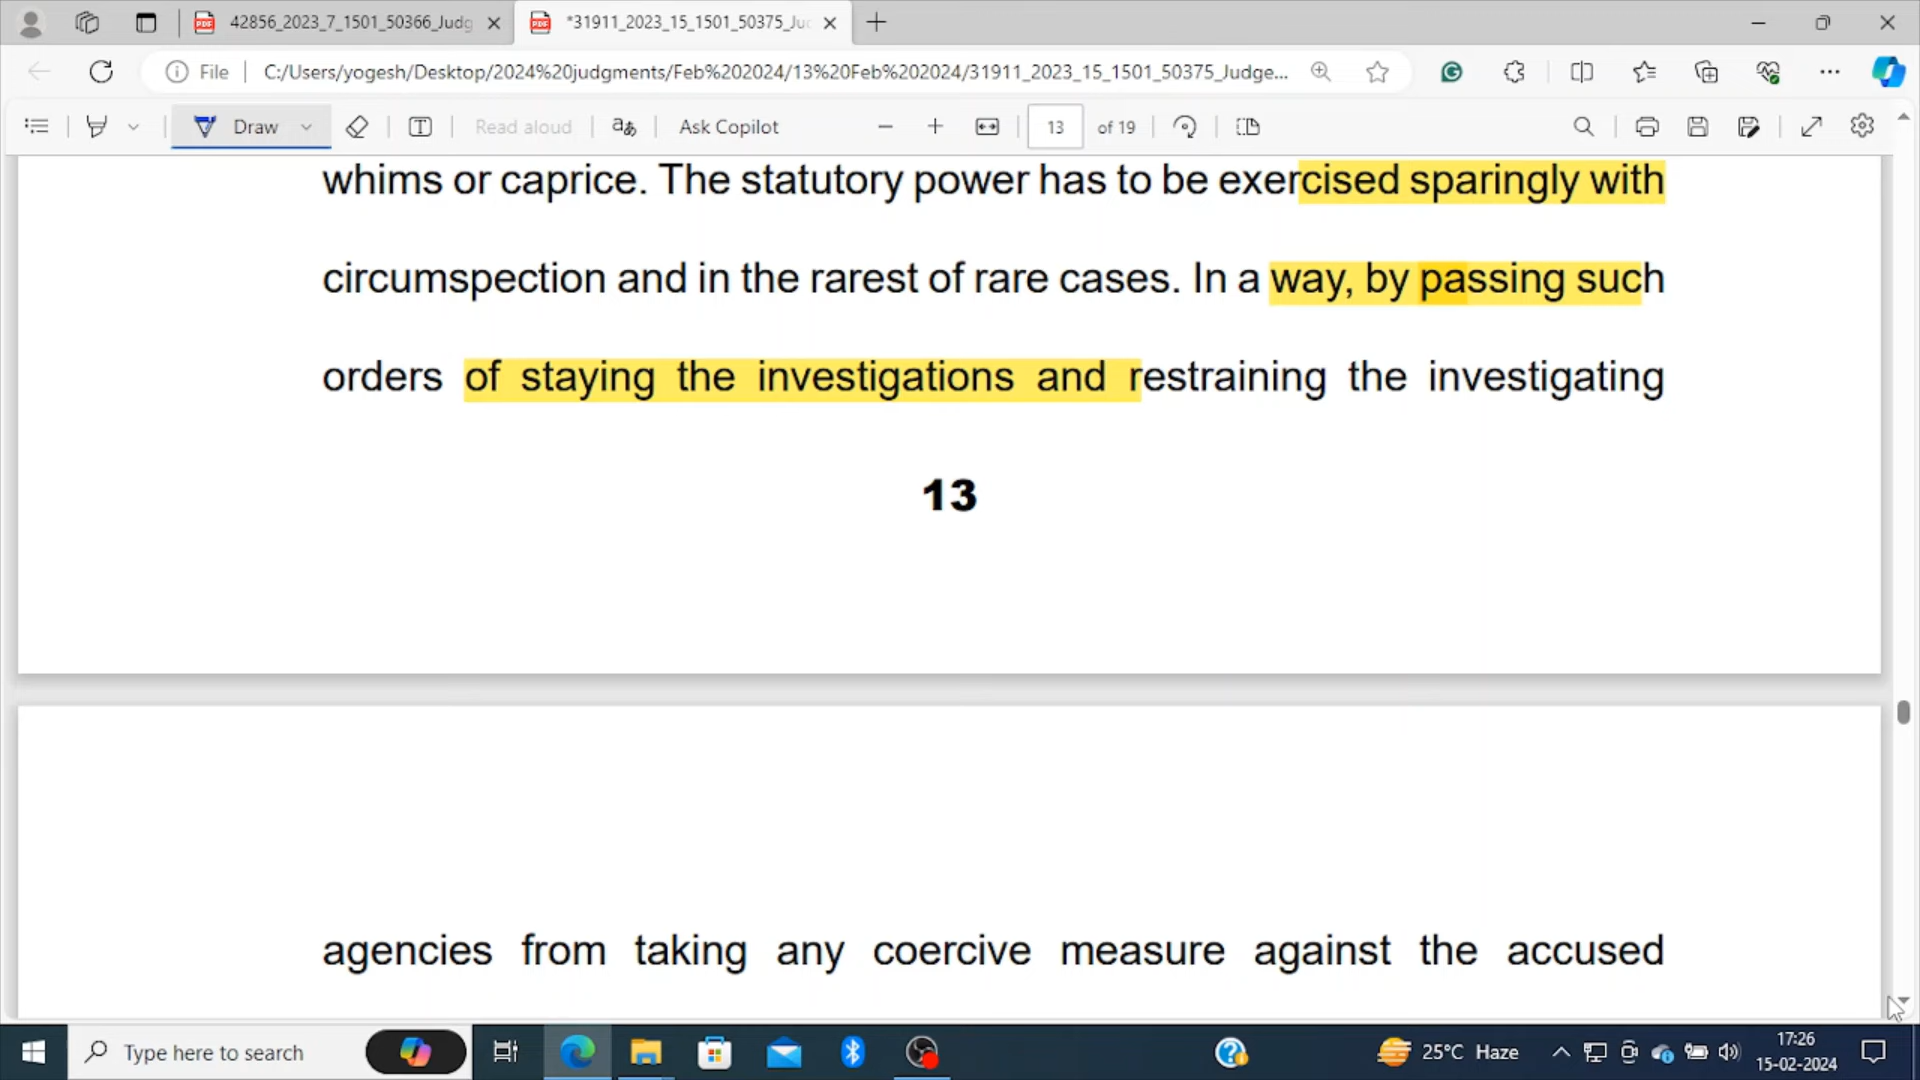 42856_2023_7_1501_50366_Judg
*31911_2023_15_1501_50375_Ju
File
C:/Users/yogesh/Desktop/2024%20judgments/Feb%202024/13%20Feb%202024/31911_2023_15_1501_50375_Judge...
Draw
Read aloud
Ask Copilot
13
of 19
whims or caprice. The statutory power has to be exercised sparingly with
circumspection and in the rarest of rare cases. In a way, by passing such
orders of staying the investigations and restraining the investigating
13
agencies from taking any coercive measure against the accused
Type here to search
25°C Haze
17:26
15-02-2024